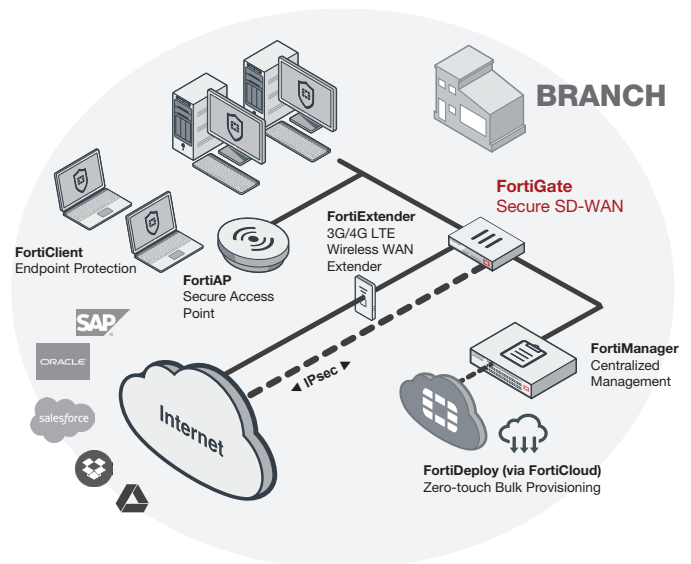 BRANCH
FortiGate
Secure SD-WAN
FortiExtender
3G/4G LTE
Wireless WAN
Extender
FortiClient
Endpoint Protection
FortiAP
Secure Access
Point
SAP
ORACLE
salesforce
IPsec
Internet
FortiManager
Centralized
Management
FortiDeploy (via FortiCloud)
Zero-touch Bulk Provisioning